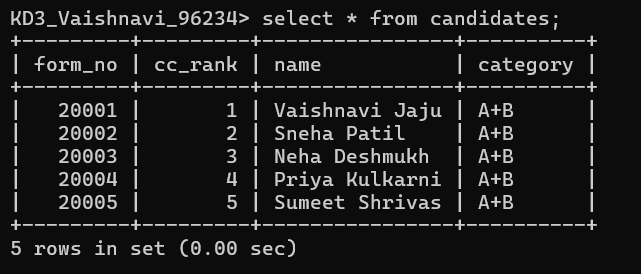 KD3_Vaishnavi_96234> select * from candidates;
+---------+---------+----------------+----------+
| form_no | cc_rank | name           | category |
+---------+---------+----------------+----------+
|   20001 |       1 | Vaishnavi Jaju | A+B      |
|   20002 |       2 | Sneha Patil    | A+B      |
|   20003 |       3 | Neha Deshmukh  | A+B      |
|   20004 |       4 | Priya Kulkarni | A+B      |
|   20005 |       5 | Sumeet Shrivas | A+B      |
+---------+---------+----------------+----------+
5 rows in set (0.00 sec)